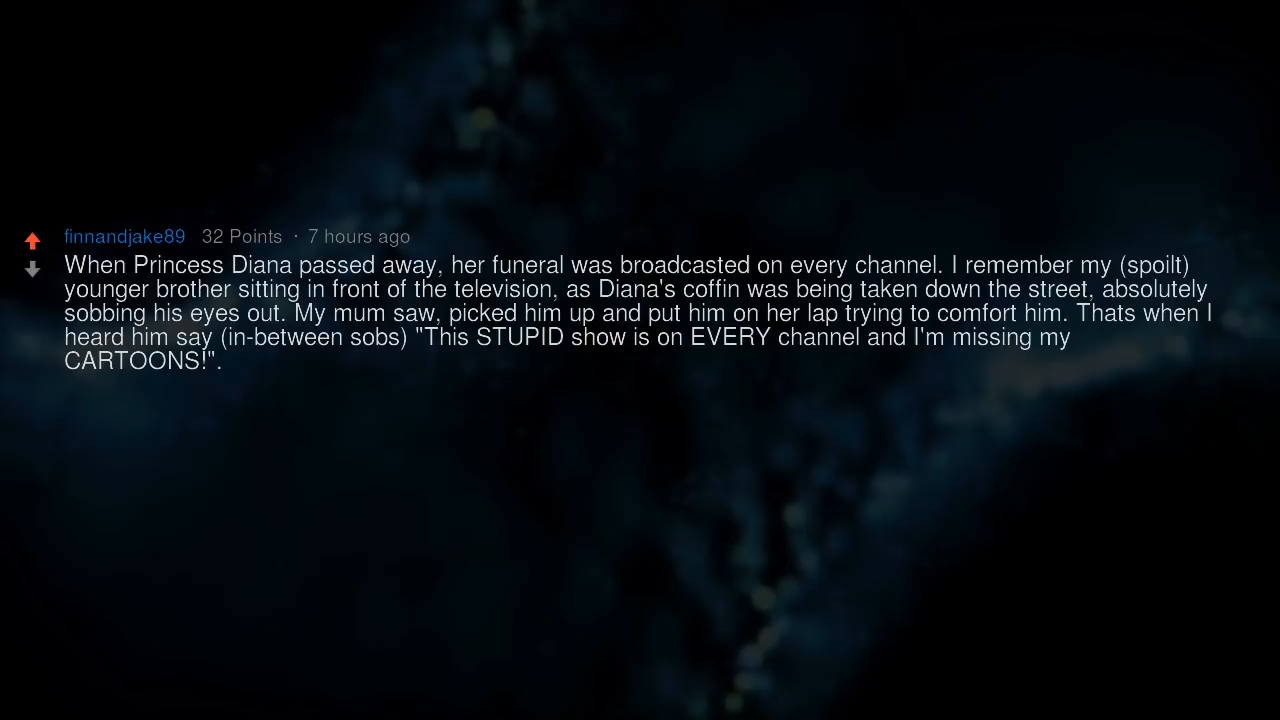 finnandjake89 32 Points · 7 hours ago
When Princess Diana passed away, her funeral was broadcasted on every channel. I remember my (spoilt)
younger brother sitting in front of the television, as Diana's coffin was being taken down the street, absolutely
sobbing his eyes out. My mum saw, picked him up and put him on her lap trying to comfort him. Thats when I
heard him say (in-between sobs) "This STUPID show is on EVERY channel and I'm missing my
CARTOONS!".